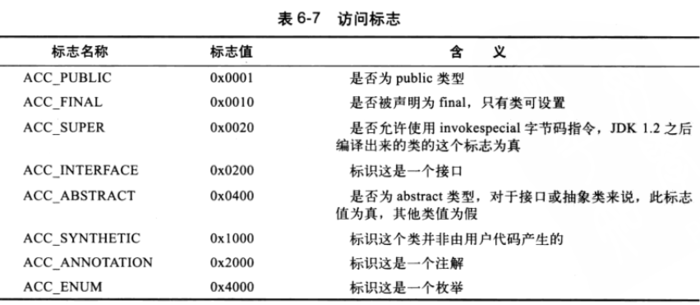 表 6-7 访问标志
标志名称 标志值 含 义
ACC_PUBLIC 0x0001 是否为 public 类型
ACC_FINAL 0x0010 是否被声明为 final，只有类可设置
ACC_SUPER 0x0020 是否允许使用 invokespecial 字节码指令，JDK 1.2 之后
编译出来的类的这个标志为真
ACC_INTERFACE 0x0200 标识这是一个接口
ACC_ABSTRACT 0x0400 是否为 abstract 类型，对于接口或抽象类来说，此标志
值为真，其他类值为假
ACC_SYNTHETIC 0x1000 标识这个类并非由用户代码产生的
ACC_ANNOTATION 0x2000 标识这是一个注解
ACC_ENUM 0x4000 标识这是一个枚举